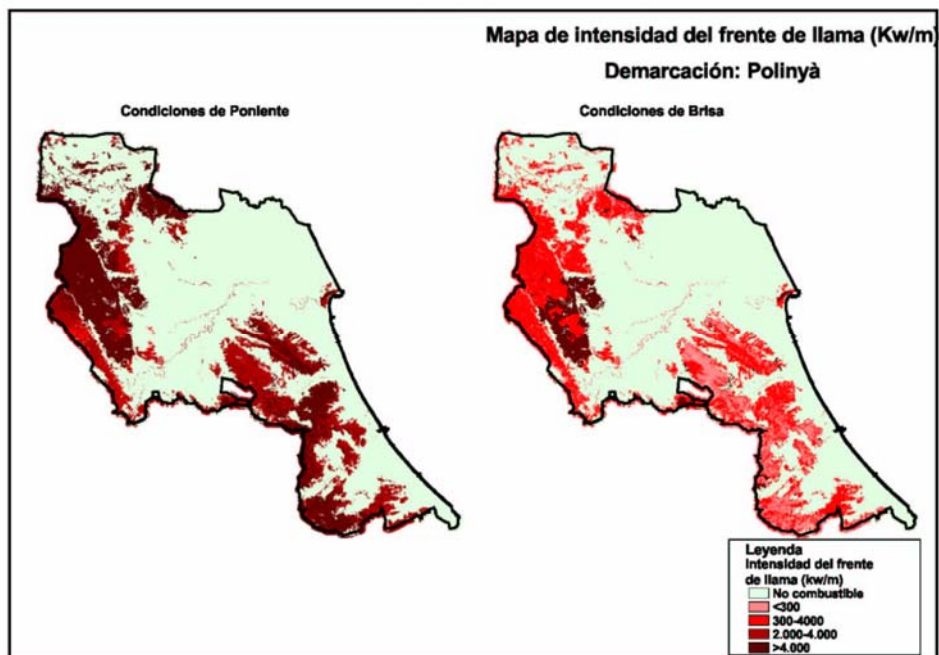 Mapa de intensidad del frente de llama (Kw/m)
Demarcación: Polinyà
Condiciones de Poniente
Condiciones de Brisa
Leyenda
Intensidad del frente
de llama (kw/m)
No combustible
<300
300-4000
2.000-4.000
>4.000